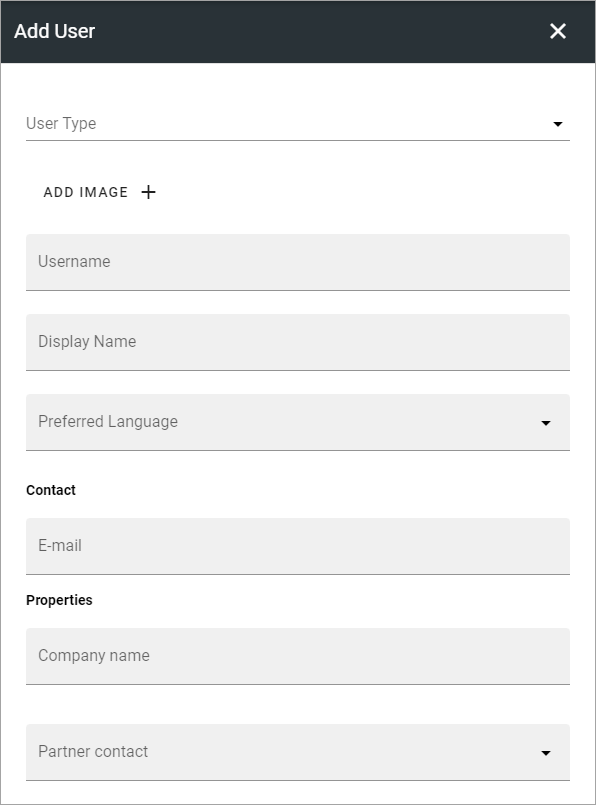 Add User
User Type
ADD IMAGE
Username
Display Name
Preferred Language
Contact
E-mail
Properties
Company name
Partner contact